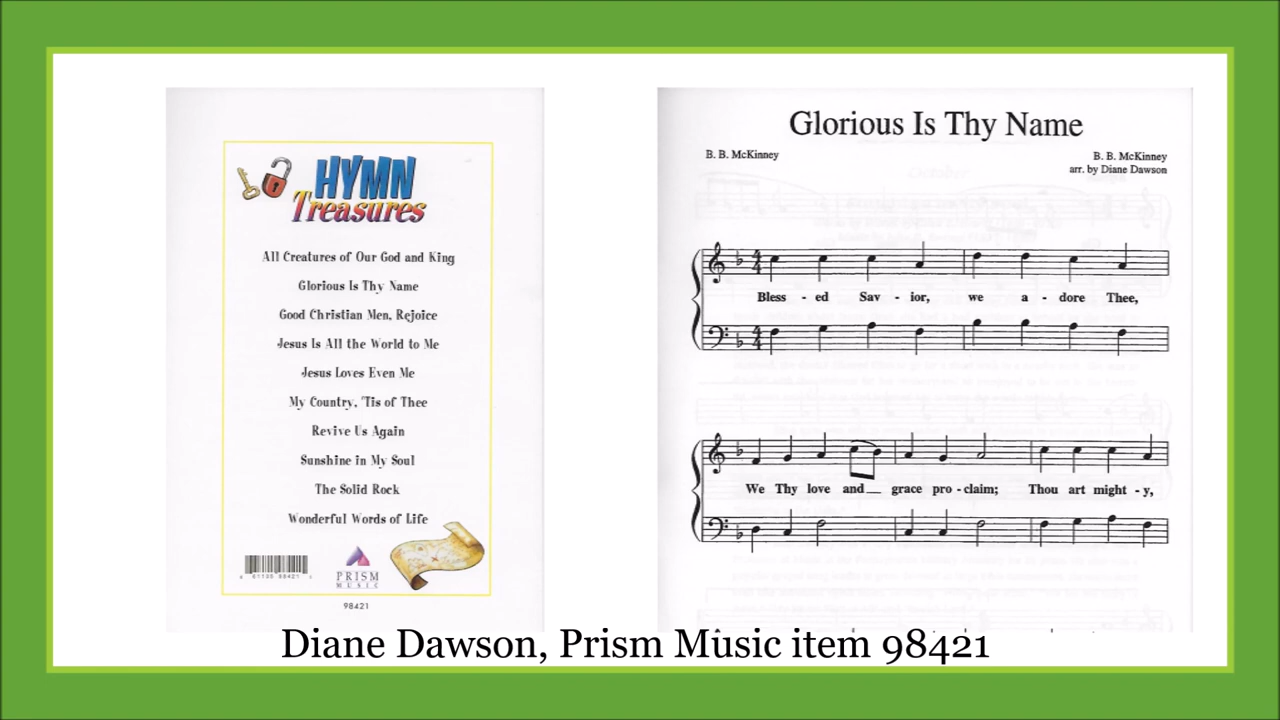 HYMN
Treasures
All Creatures of Our God and King
Glorious Is Thy Name
Good Christian Men, Rejoice
Jesus Is All the World to Me
Jesus Loves Even Me
My Country, 'Tis of Thee
Revive Us Again
Sunshine in My Soul
The Solid Rock
Wonderful Words of Life
PRISM
MUSIC
98421
Glorious Is Thy Name
B. B. McKinney
B. B. McKinney
arr. by Diane Dawson
Bless - ed Sav - ior, we a - dore Thee,
We Thy love and__ grace pro - claim; Thou art might - y,
Diane Dawson, Prism Music item 98421